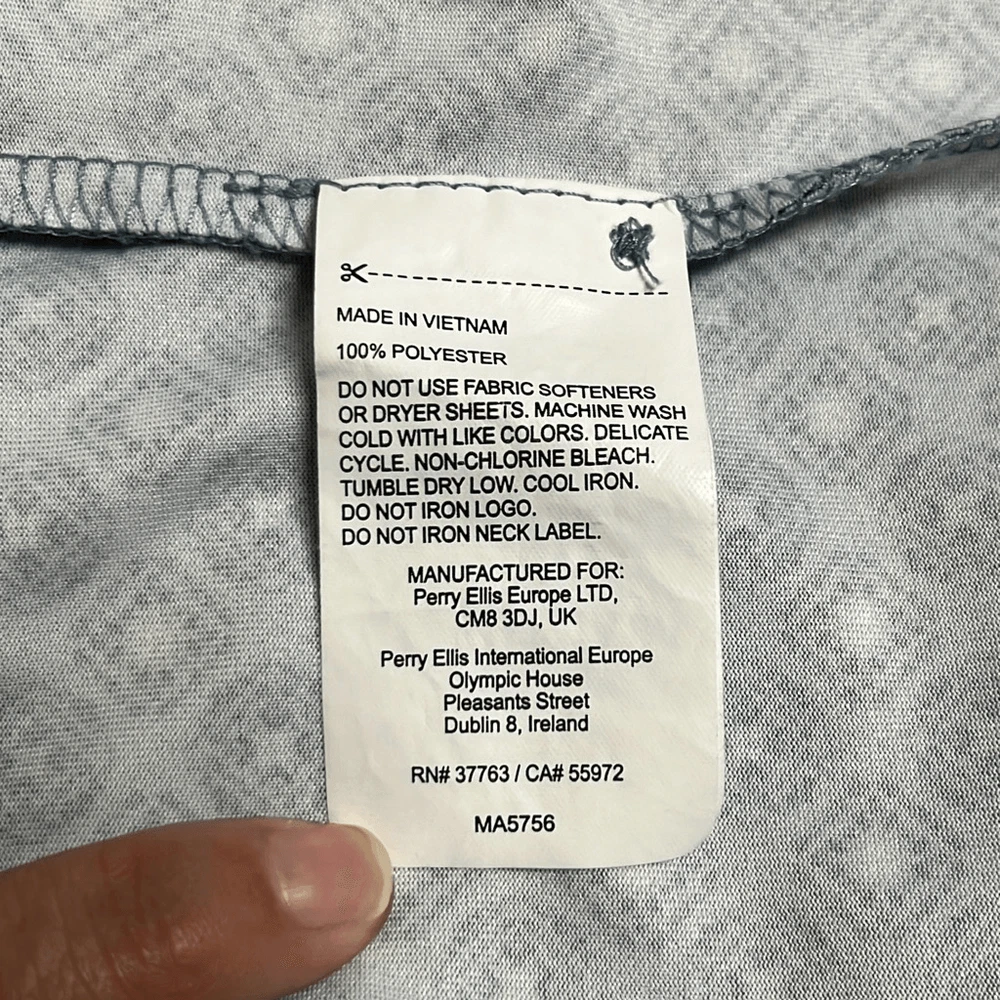 MADE IN VIETNAM
100% POLYESTER
DO NOT USE FABRIC SOFTENERS
OR DRYER SHEETS. MACHINE WASH
COLD WITH LIKE COLORS. DELICATE
CYCLE. NON-CHLORINE BLEACH.
TUMBLE DRY LOW. COOL IRON.
DO NOT IRON LOGO.
DO NOT IRON NECK LABEL.
MANUFACTURED FOR:
Perry Ellis Europe LTD,
CM8 3DJ, UK
Perry Ellis International Europe
Olympic House
Pleasants Street
Dublin 8, Ireland
RN# 37763 / CA# 55972
MA5756